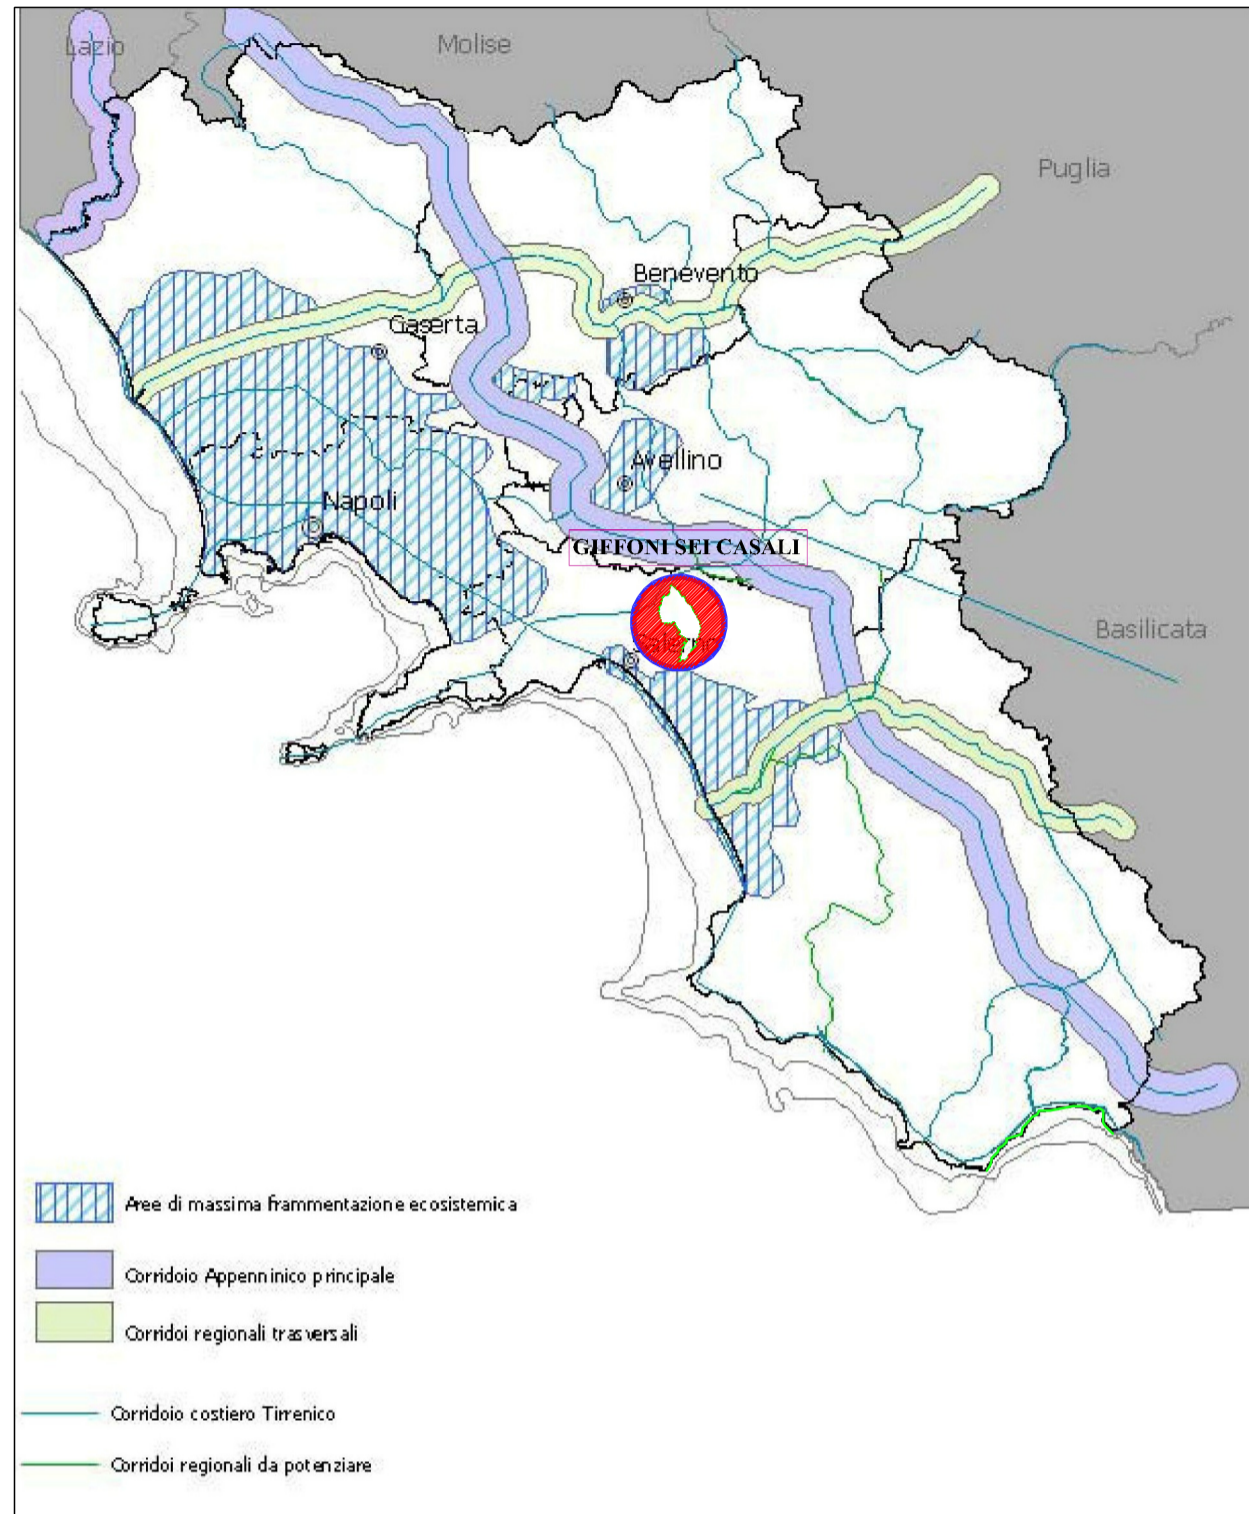 Lazio
Molise
Puglia
Benevento
Caserta
Avellino
Napoli
GIFFONI SEI CASALI
Basilicata
Salerno
Aree di massima frammentazione ecosistemica
Corridoio Appenninico principale
Corridoi regionali trasversali
Corridoio costiero Tirrenico
Corridoi regionali da potenziare